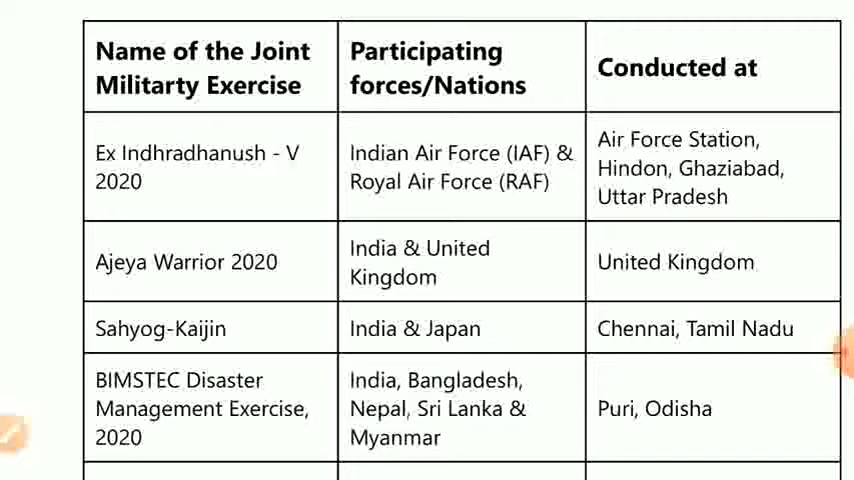 Name of the Joint
Militarty Exercise
Participating
forces/Nations
Conducted at
Ex Indhradhanush - V
2020
Indian Air Force (IAF) &
Royal Air Force (RAF)
Air Force Station,
Hindon, Ghaziabad,
Uttar Pradesh
Ajeya Warrior 2020
India & United
Kingdom
United Kingdom
Sahyog-Kaijin
India & Japan
Chennai, Tamil Nadu
BIMSTEC Disaster
Management Exercise,
2020
India, Bangladesh,
Nepal, Sri Lanka &
Myanmar
Puri, Odisha